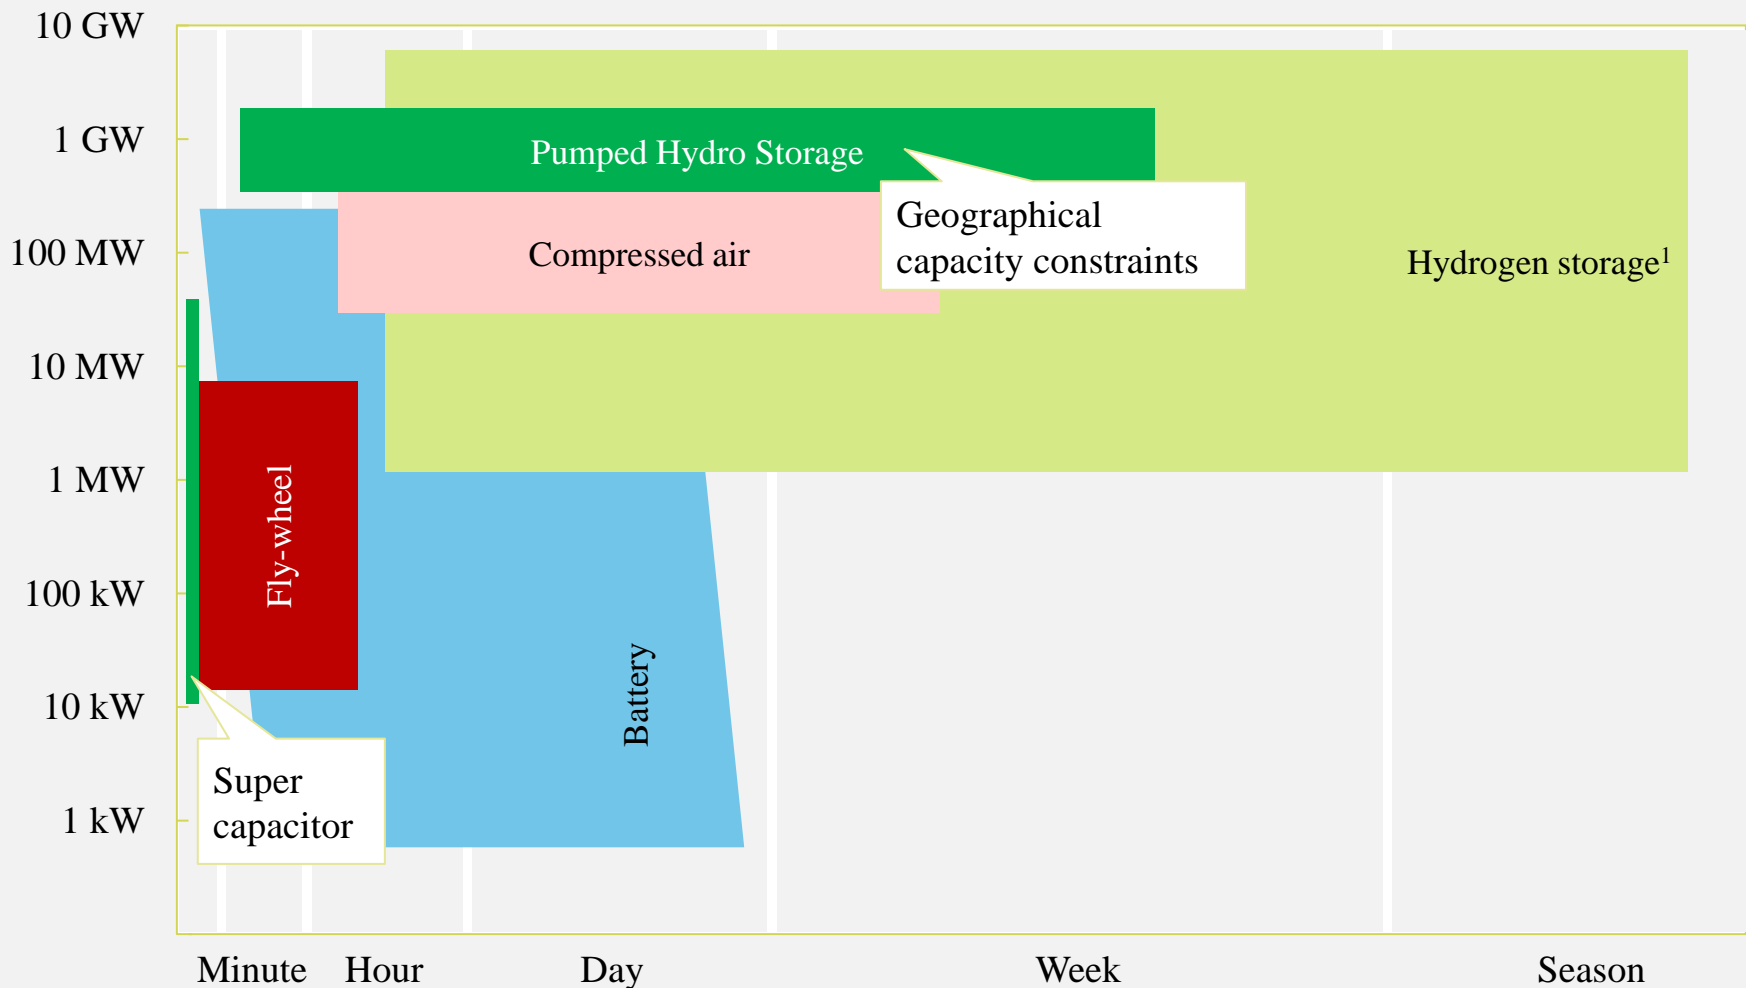 10 GW
1 GW
100 MW
10 MW
1 MW
100 kW
10 kW
1 kW
Pumped Hydro Storage
Geographical
capacity constraints
Compressed air
Hydrogen storage¹
Fly-wheel
Battery
Super
capacitor
Minute
Hour
Day
Week
Season